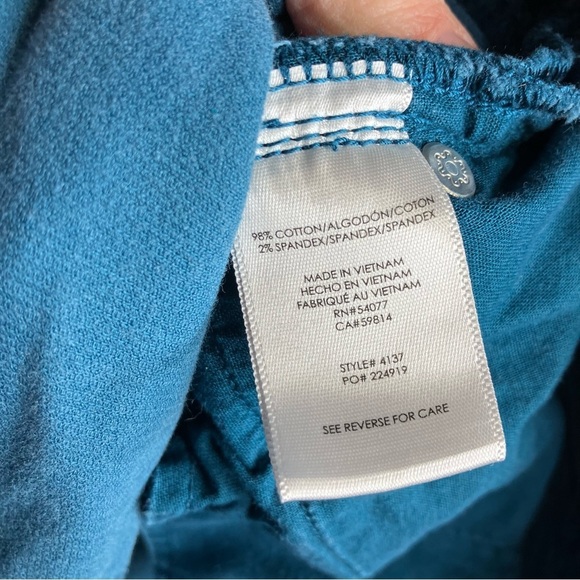 98% COTTON/ALGODÓN/COTON
2% SPANDEX/SPANDEX/SPANDEX
MADE IN VIETNAM
HECHO EN VIETNAM
FABRIQUÉ AU VIETNAM
RN#54077
CA#59814
STYLE# 4137
PO# 224919
SEE REVERSE FOR CARE